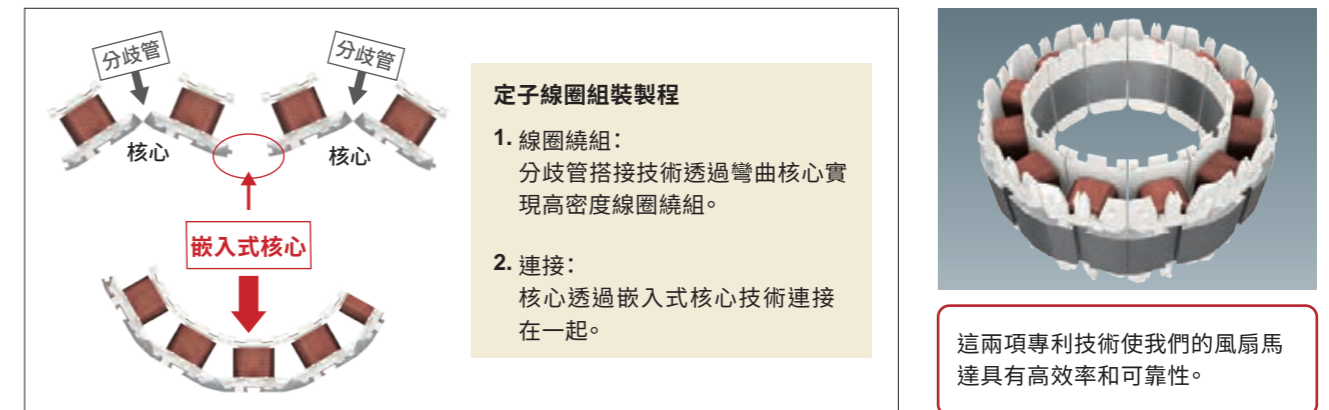 分歧管
分歧管
核心
核心
嵌入式核心
定子線圈組裝製程
1. 線圈繞組：
分歧管搭接技術透過彎曲核心實
現高密度線圈繞組。
2. 連接：
核心透過嵌入式核心技術連接
在一起。
這兩項專利技術使我們的風扇馬
達具有高效率和可靠性。